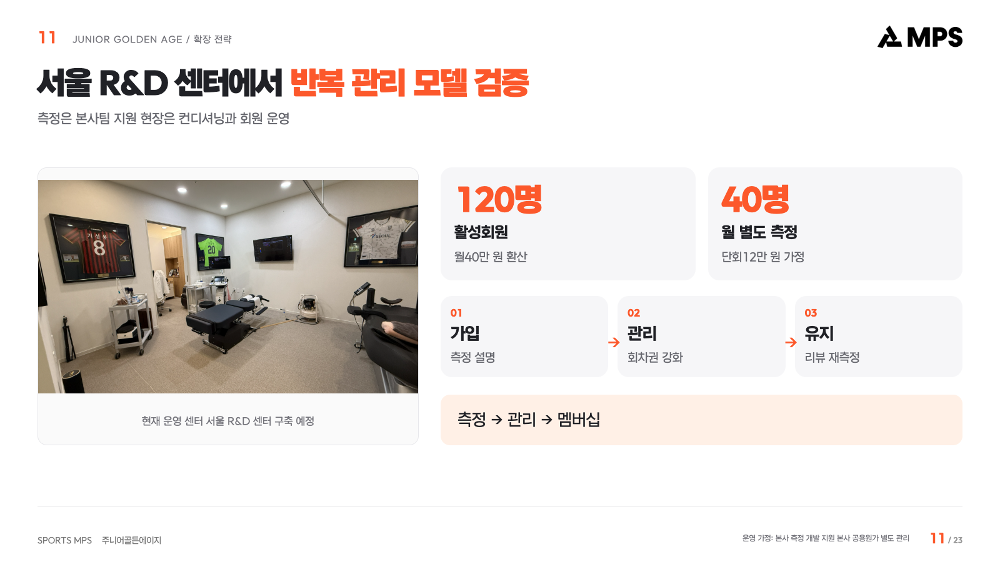 11 JUNIOR GOLDEN AGE / 확장 전략
MPS
서울 R&D 센터에서 반복 관리 모델 검증
측정은 본사팀 지원 현장은 컨디셔닝과 회원 운영
기성용
8
20
SEOUL
현재 운영 센터 서울 R&D 센터 구축 예정
120명
활성회원
월40만 원 환산
40명
월 별도 측정
단회12만 원 가정
01
가입
측정 설명
→
02
관리
회차권 강화
→
03
유지
리뷰 재측정
측정 → 관리 → 멤버십
SPORTS MPS 주니어골든에이지
운영 가정: 본사 측정 개발 지원 본사 공용원가 별도 관리
11 / 23